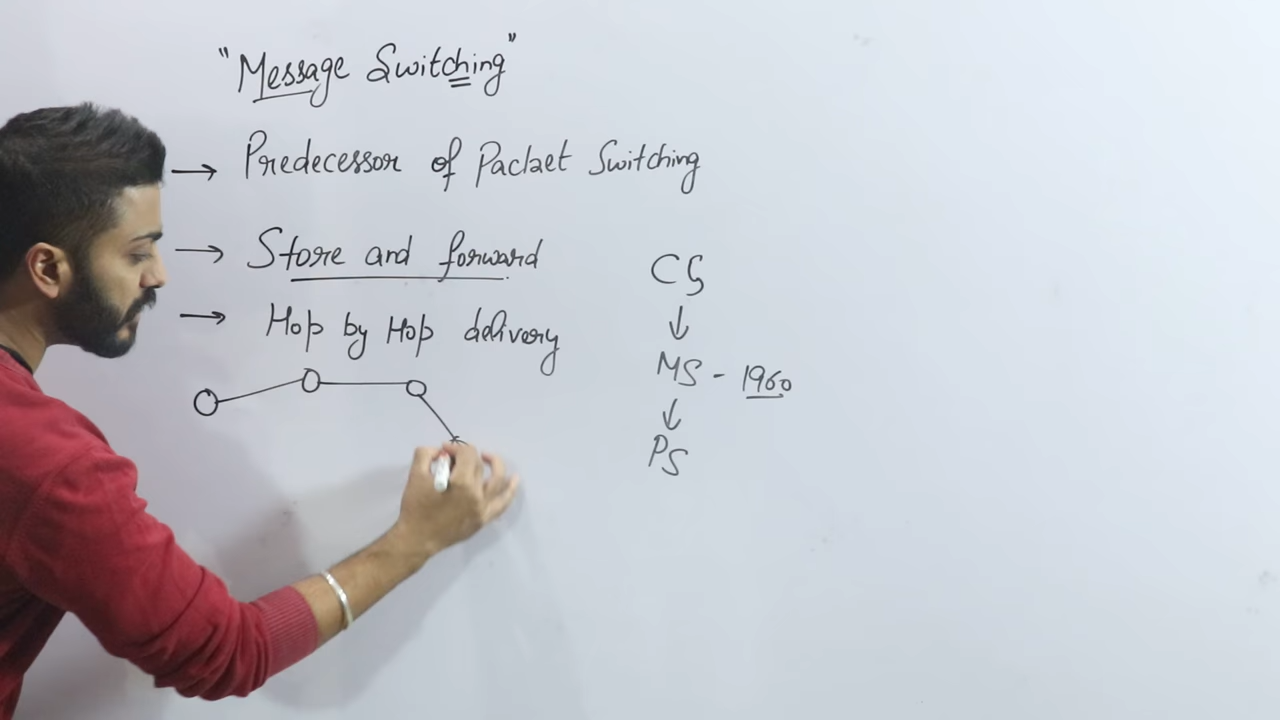 "Message Switching"
→ Predecessor of Packet Switching
→ Store and forward
→ Hop by Hop delivery
CS
↓
MS - 1960
↓
PS